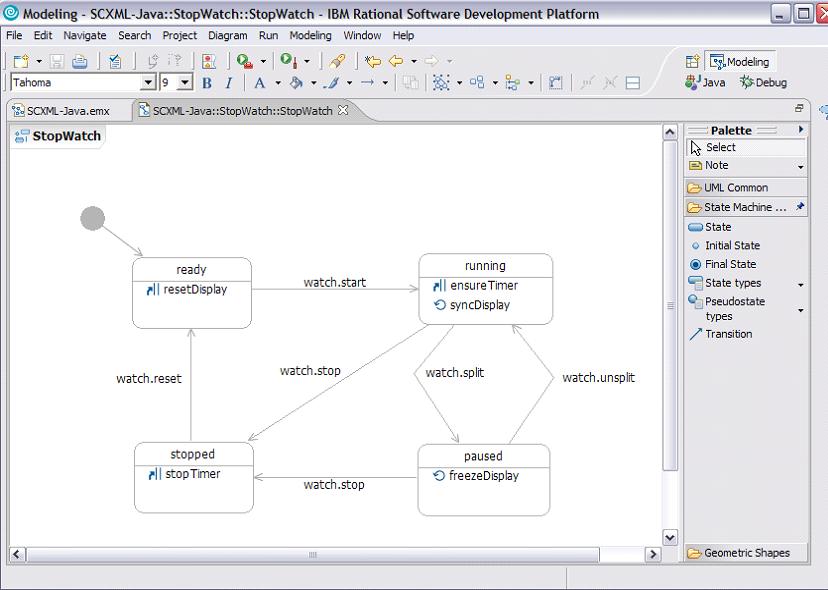 Modeling - SCXML-Java::StopWatch::StopWatch - IBM Rational Software Development Platform
File Edit Navigate Search Project Diagram Run Modeling Window Help
Modeling
Tahoma 9 B I A
Java Debug
SCXML-Java.emx SCXML-Java::StopWatch::StopWatch
StopWatch
Palette
Select
Note
UML Common
State Machine ...
State
Initial State
Final State
State types
Pseudostate
types
Transition
Geometric Shapes
ready
resetDisplay
watch.start
running
ensureTimer
syncDisplay
watch.reset
watch.stop
watch.split
watch.unsplit
stopped
stopTimer
watch.stop
paused
freezeDisplay